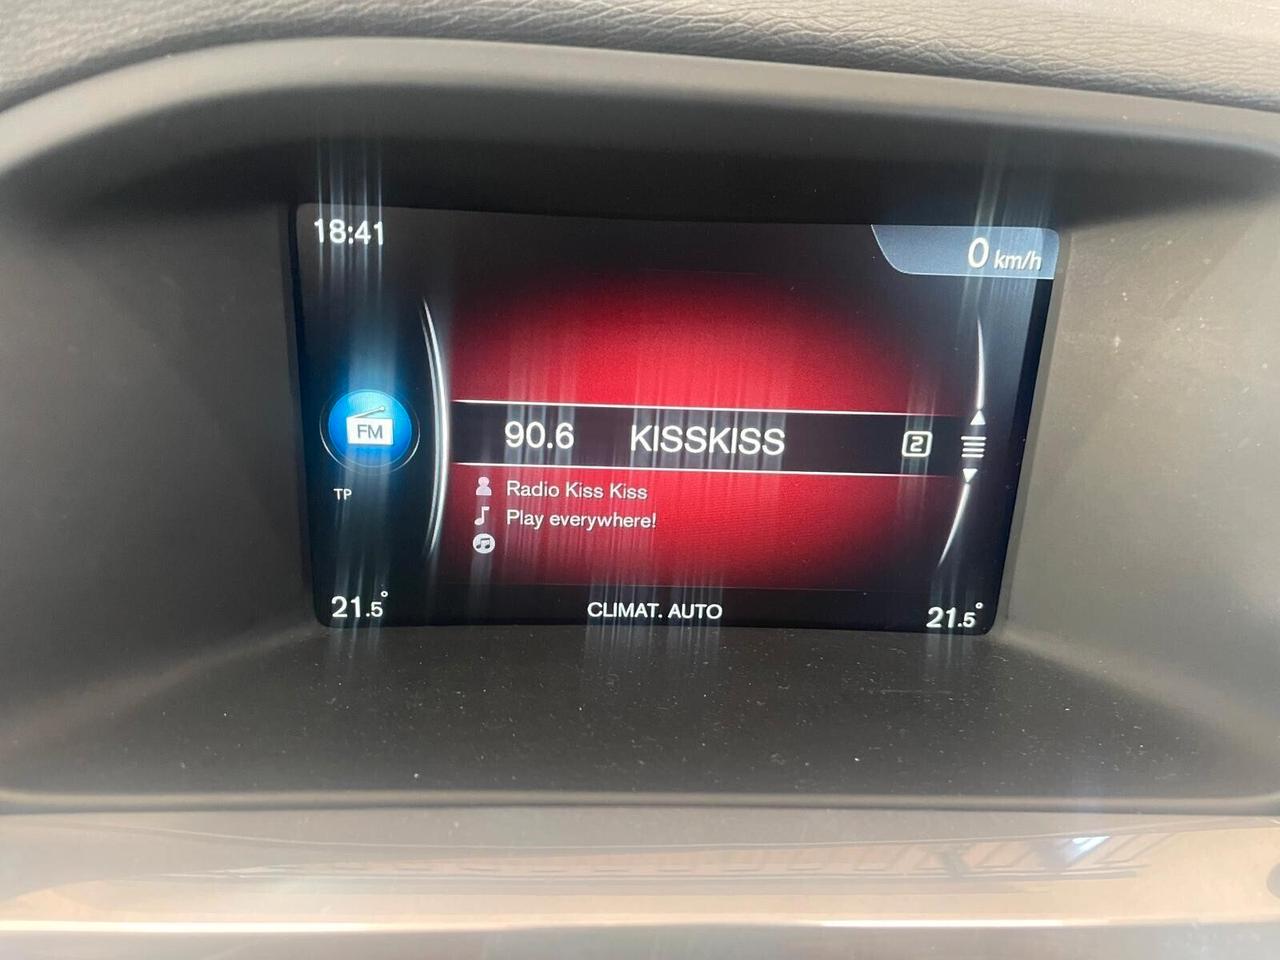 18:41
0 km/h
FM
90.6 KISSKISS 2
TP
Radio Kiss Kiss
Play everywhere!
21.5° CLIMAT. AUTO 21.5°